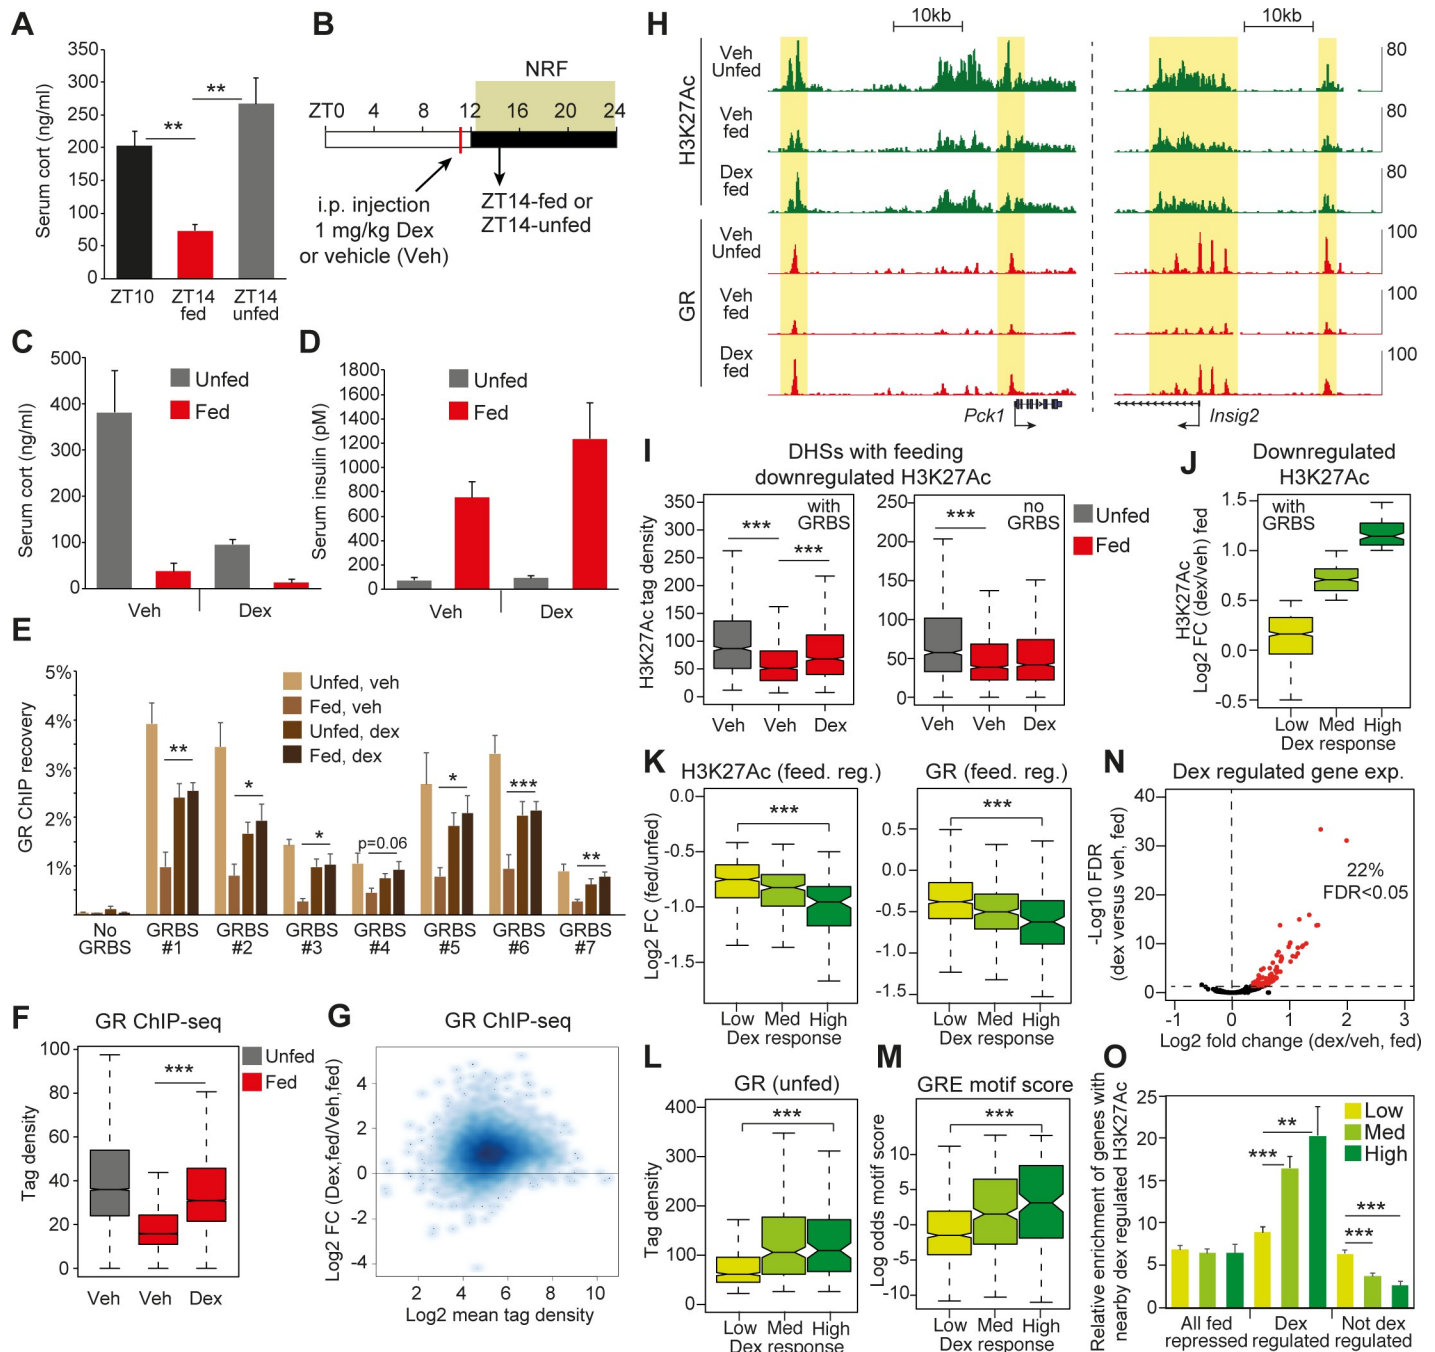 A
350
300
250
200
150
100
50
0
Serum cort (ng/ml)
**
**
ZT10
ZT14
fed
ZT14
unfed
B
NRF
ZT0 4 8 12 16 20 24
i.p. injection
1 mg/kg Dex
or vehicle (Veh)
ZT14-fed or
ZT14-unfed
C
500
400
300
200
100
0
Serum cort (ng/ml)
Unfed
Fed
Veh Dex
D
1800
1600
1400
1200
1000
800
600
400
200
0
Serum insulin (pM)
Unfed
Fed
Veh Dex
E
5%
4%
3%
2%
1%
GR ChIP recovery
Unfed, veh
Fed, veh
Unfed, dex
Fed, dex
**
*
*
p=0.06
*
***
**
No
GRBS
GRBS
#1
GRBS
#2
GRBS
#3
GRBS
#4
GRBS
#5
GRBS
#6
GRBS
#7
F
GR ChIP-seq
100
80
60
40
20
0
Tag density
***
Unfed
Fed
Veh Veh Dex
G
GR ChIP-seq
4
2
0
-2
-4
Log2 FC (Dex,fed/Veh,fed)
2 4 6 8 10
Log2 mean tag density
H
10kb
10kb
H3K27Ac
Veh
Unfed
80
Veh
fed
80
Dex
fed
80
GR
Veh
Unfed
100
Veh
fed
100
Dex
fed
100
Pck1
Insig2
I
DHSs with feeding
downregulated H3K27Ac
350
300
250
200
150
100
50
0
H3K27Ac tag density
with
GRBS
***
***
Veh Veh Dex
250
200
150
100
50
0
no
GRBS
***
Veh Veh Dex
Unfed
Fed
J
Downregulated
H3K27Ac
1.5
1.0
0.5
0.0
-0.5
H3K27Ac
Log2 FC (dex/veh) fed
with
GRBS
Low Med High
Dex response
K
H3K27Ac (feed. reg.)
0.0
-0.5
-1.0
-1.5
Log2 FC (fed/unfed)
***
Low Med High
Dex response
GR (feed. reg.)
0.5
0.0
-0.5
-1.0
-1.5
***
Low Med High
Dex response
L
GR (unfed)
400
300
200
100
0
Tag density
***
Low Med High
Dex response
M
GRE motif score
10
5
-0
-5
-10
Log odds motif score
***
Low Med High
Dex response
N
Dex regulated gene exp.
40
30
20
10
0
-Log10 FDR
(dex versus veh, fed)
22%
FDR<0.05
-1 0 1 2 3
Log2 fold change (dex/veh, fed)
O
25
20
15
10
5
0
Relative enrichment of genes with
nearby dex regulated H3K27Ac
Low
Med
High
***
**
***
***
All fed
repressed
Dex
regulated
Not dex
regulated